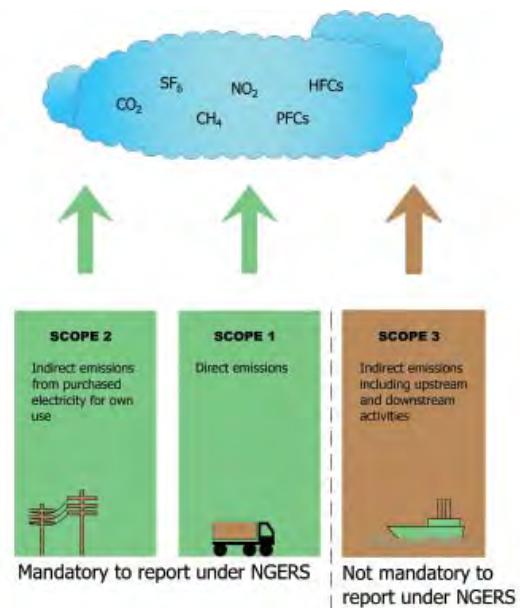 SF₆ NO₂ HFCs
CO₂ CH₄ PFCs
SCOPE 2
Indirect emissions
from purchased
electricity for own
use
SCOPE 1
Direct emissions
SCOPE 3
Indirect emissions
including upstream
and downstream
activities
Mandatory to report under NGERS
Not mandatory to
report under NGERS